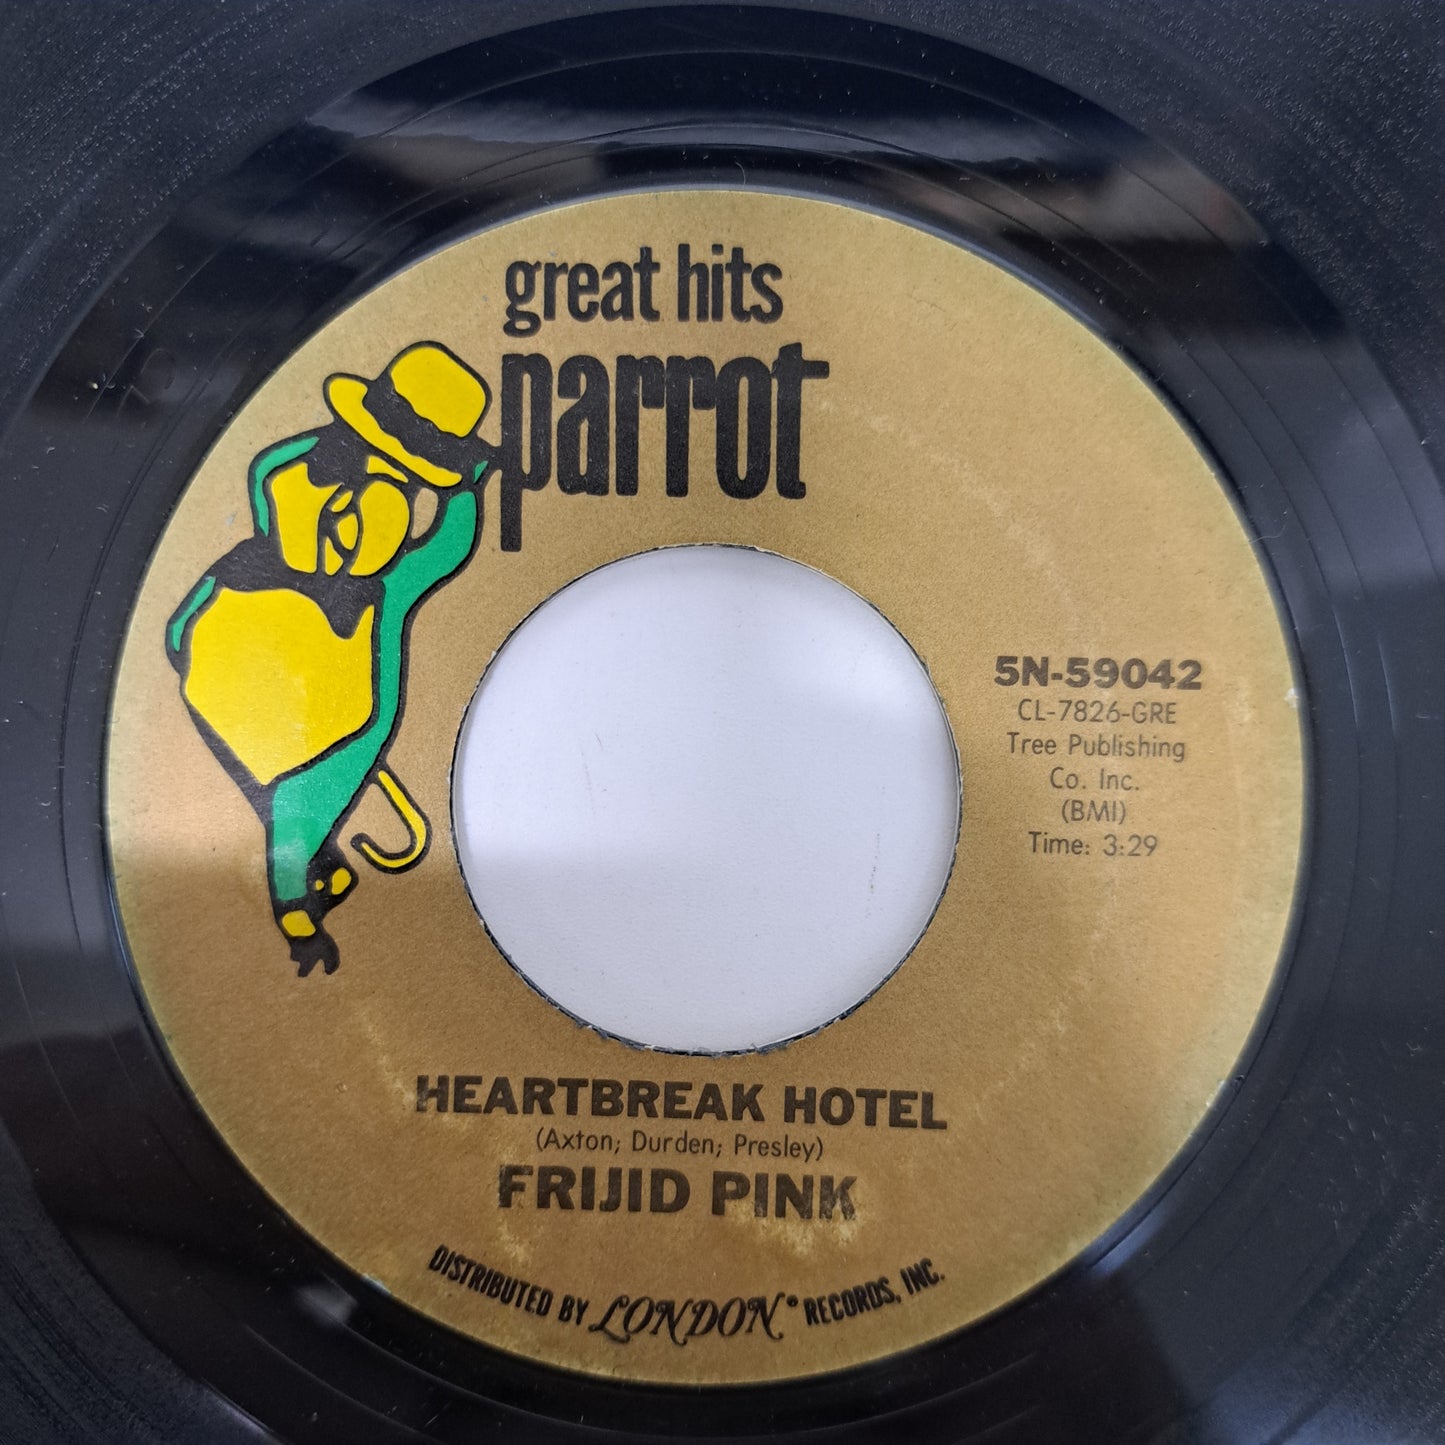 great hits
parrot
5N-59042
CL-7826-GRE
Tree Publishing
Co. Inc.
(BMI)
Time: 3:29
HEARTBREAK HOTEL
(Axton; Durden; Presley)
FRIJID PINK
DISTRIBUTED BY LONDON® RECORDS, INC.